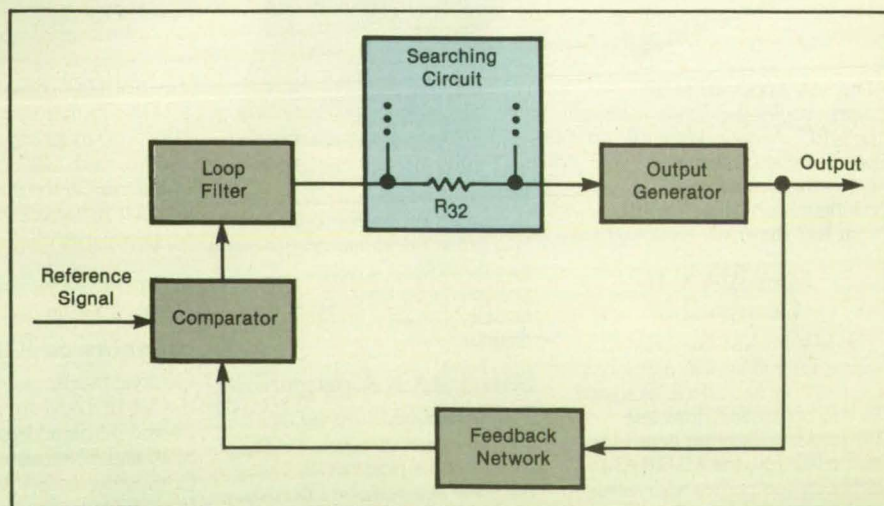 Searching
Circuit
Loop
Filter
R32
Output
Generator
Output
Reference
Signal
Comparator
Feedback
Network